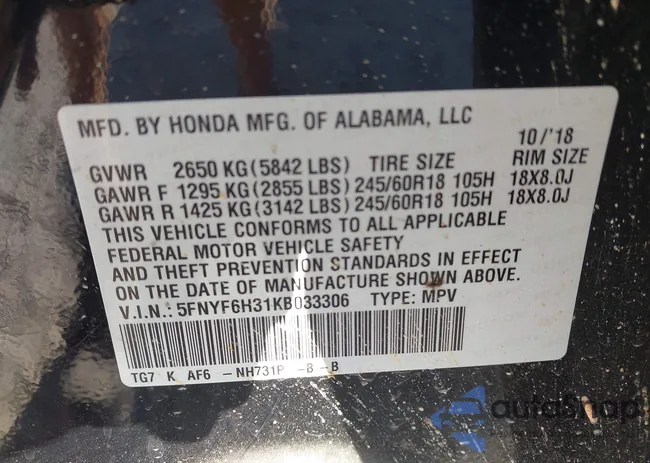 MFD. BY HONDA MFG. OF ALABAMA, LLC
10/'18
GVWR 2650 KG(5842 LBS) TIRE SIZE RIM SIZE
GAWR F 1295 KG(2855 LBS) 245/60R18 105H 18X8.0J
GAWR R 1425 KG(3142 LBS) 245/60R18 105H 18X8.0J
THIS VEHICLE CONFORMS TO ALL APPLICABLE
FEDERAL MOTOR VEHICLE SAFETY
AND THEFT PREVENTION STANDARDS IN EFFECT
ON THE DATE OF MANUFACTURE SHOWN ABOVE.
V.I.N.: 5FNYF6H31KB033306 TYPE: MPV
TG7 K AF6 -NH731P -B -B
autoShop